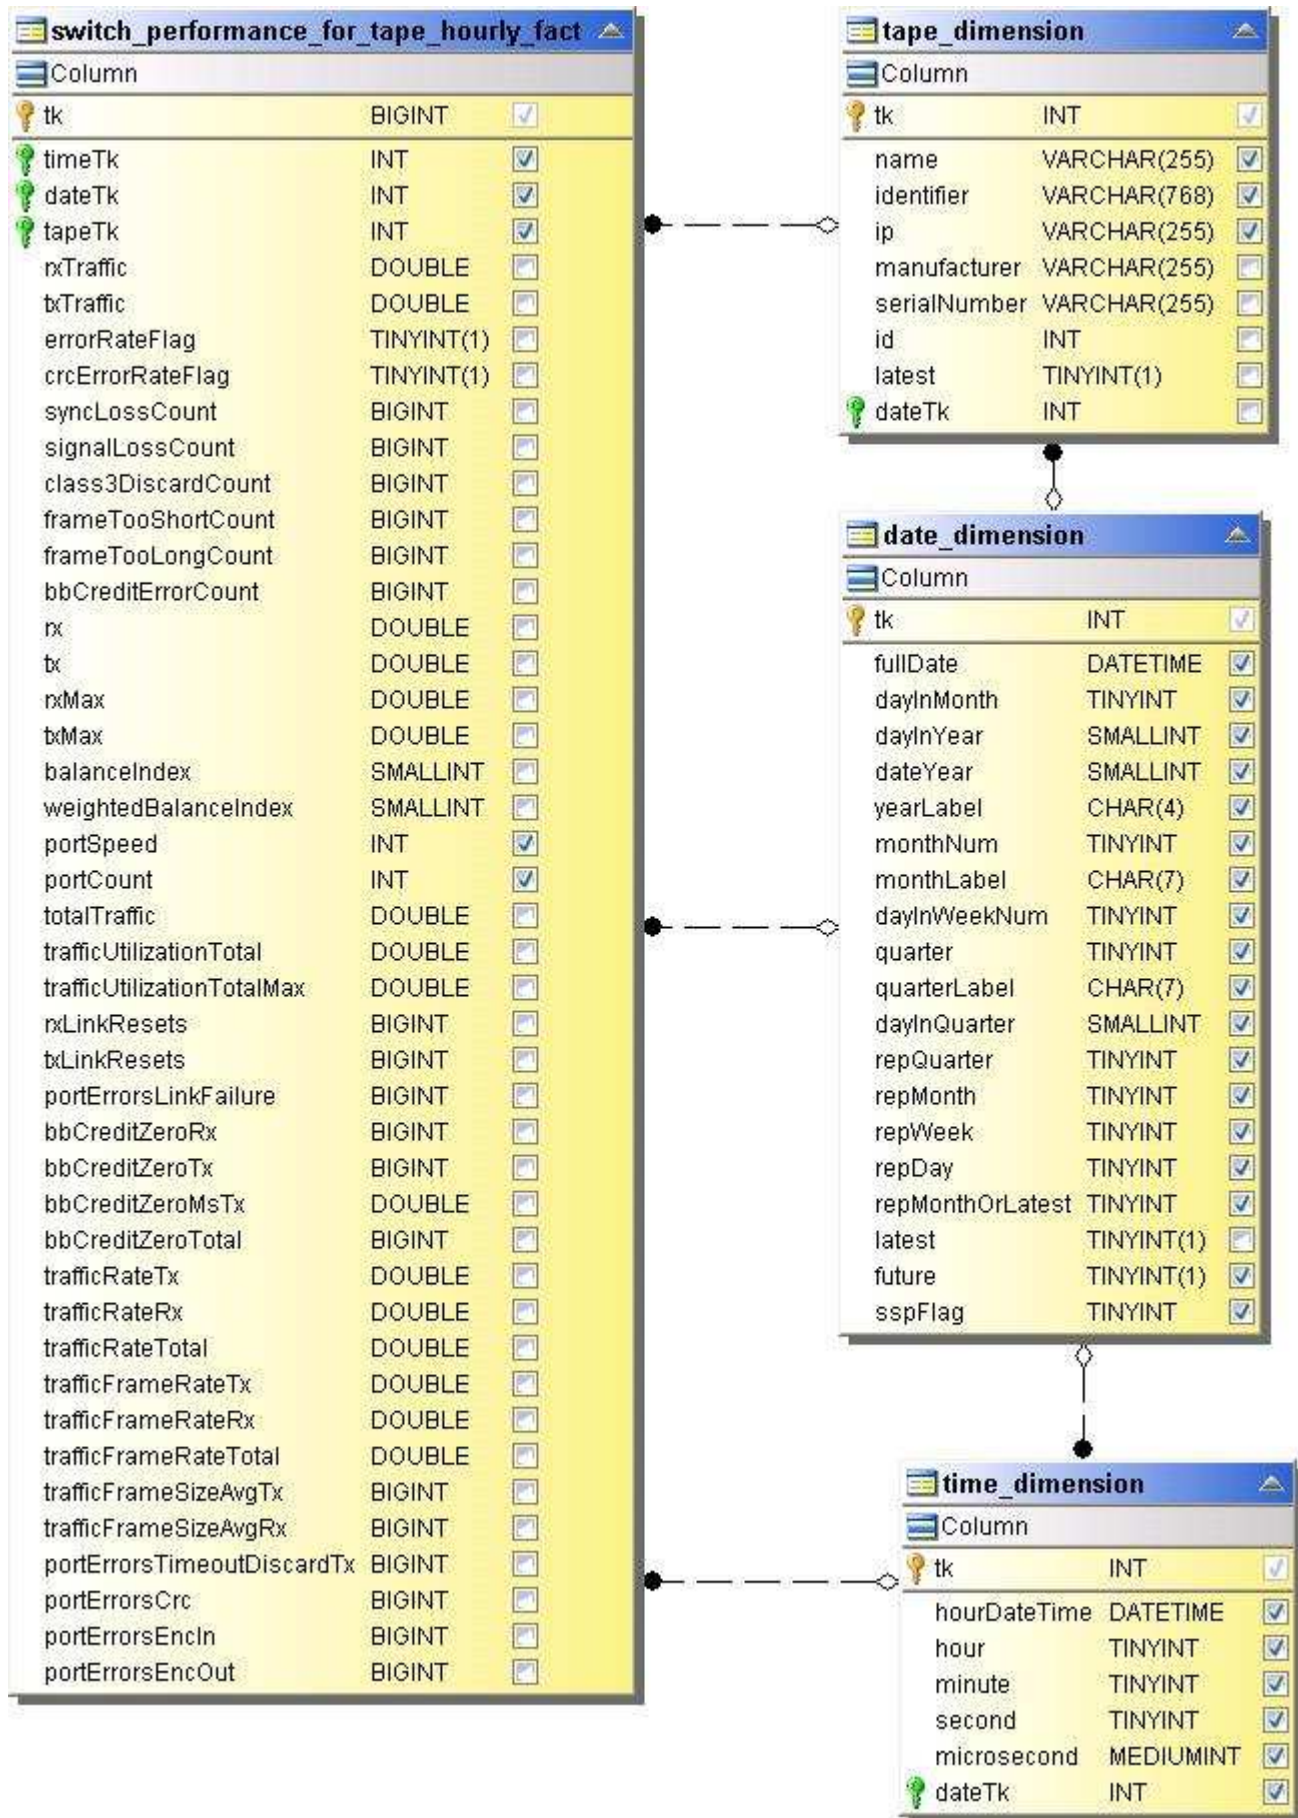 switch_performance_for_tape_hourly_fact
Column
tk BIGINT
timeTk INT
dateTk INT
tapeTk INT
rxTraffic DOUBLE
txTraffic DOUBLE
errorRateFlag TINYINT(1)
crcErrorRateFlag TINYINT(1)
syncLossCount BIGINT
signalLossCount BIGINT
class3DiscardCount BIGINT
frameTooShortCount BIGINT
frameTooLongCount BIGINT
bbCreditErrorCount BIGINT
rx DOUBLE
tx DOUBLE
rxMax DOUBLE
txMax DOUBLE
balanceIndex SMALLINT
weightedBalanceIndex SMALLINT
portSpeed INT
portCount INT
totalTraffic DOUBLE
trafficUtilizationTotal DOUBLE
trafficUtilizationTotalMax DOUBLE
rxLinkResets BIGINT
txLinkResets BIGINT
portErrorsLinkFailure BIGINT
bbCreditZeroRx BIGINT
bbCreditZeroTx BIGINT
bbCreditZeroMsTx DOUBLE
bbCreditZeroTotal BIGINT
trafficRateTx DOUBLE
trafficRateRx DOUBLE
trafficRateTotal DOUBLE
trafficFrameRateTx DOUBLE
trafficFrameRateRx DOUBLE
trafficFrameRateTotal DOUBLE
trafficFrameSizeAvgTx BIGINT
trafficFrameSizeAvgRx BIGINT
portErrorsTimeoutDiscardTx BIGINT
portErrorsCrc BIGINT
portErrorsEncIn BIGINT
portErrorsEncOut BIGINT
tape_dimension
Column
tk INT
name VARCHAR(255)
identifier VARCHAR(768)
ip VARCHAR(255)
manufacturer VARCHAR(255)
serialNumber VARCHAR(255)
id INT
latest TINYINT(1)
dateTk INT
date_dimension
Column
tk INT
fullDate DATETIME
dayInMonth TINYINT
dayInYear SMALLINT
dateYear SMALLINT
yearLabel CHAR(4)
monthNum TINYINT
monthLabel CHAR(7)
dayInWeekNum TINYINT
quarter TINYINT
quarterLabel CHAR(7)
dayInQuarter SMALLINT
repQuarter TINYINT
repMonth TINYINT
repWeek TINYINT
repDay TINYINT
repMonthOrLatest TINYINT
latest TINYINT(1)
future TINYINT(1)
sspFlag TINYINT
time_dimension
Column
tk INT
hourDateTime DATETIME
hour TINYINT
minute TINYINT
second TINYINT
microsecond MEDIUMINT
dateTk INT